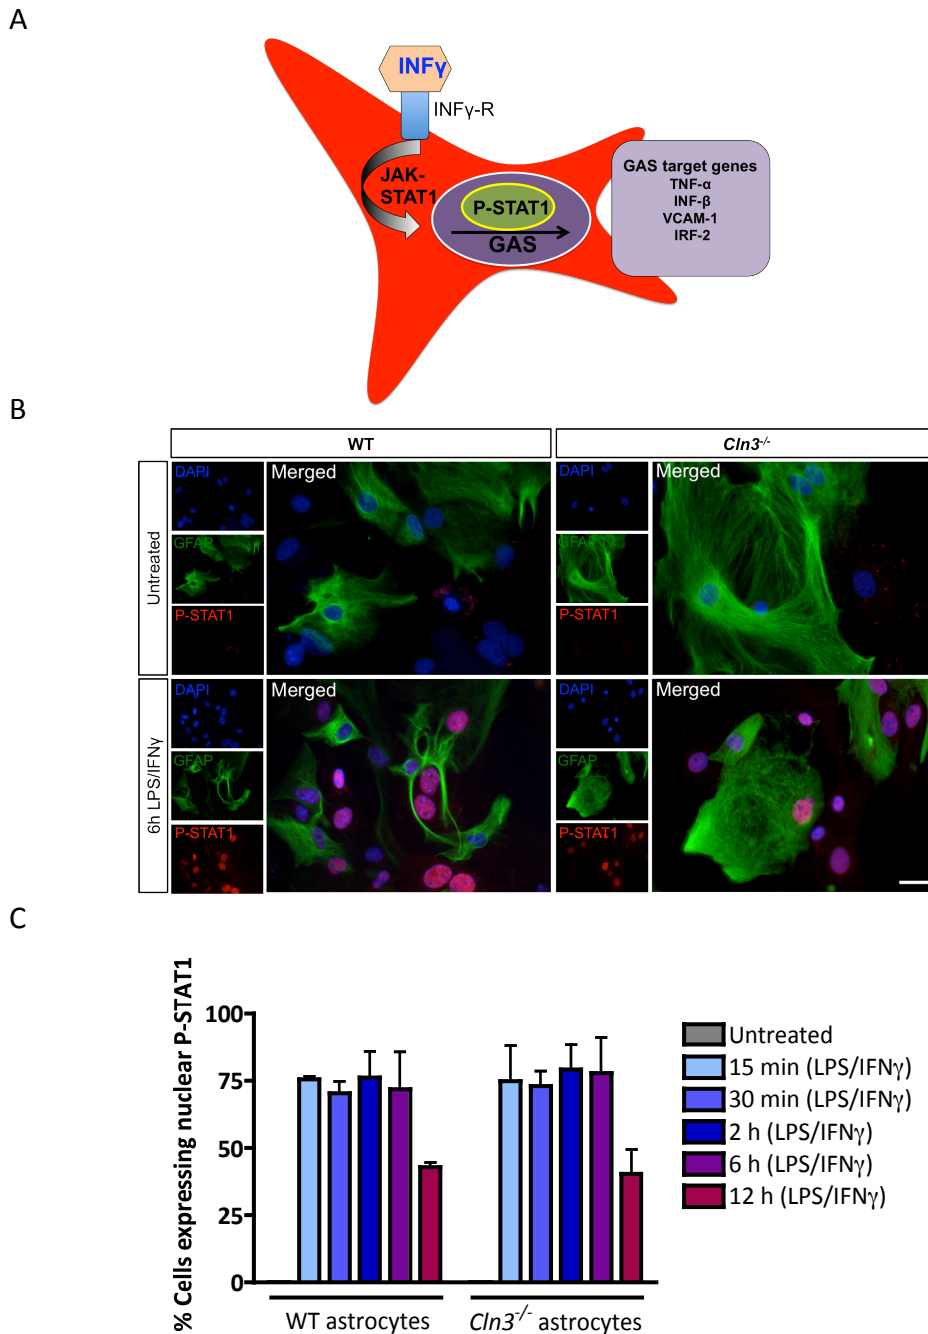 A
INFγ
INFγ-R
JAK-
STAT1
P-STAT1
GAS
GAS target genes
TNF-α
INF-β
VCAM-1
IRF-2
B
WT
Cln3-/-
Untreated
DAPI
GFAP
P-STAT1
Merged
DAPI
GFAP
P-STAT1
Merged
6h LPS/IFNγ
DAPI
GFAP
P-STAT1
Merged
DAPI
GFAP
P-STAT1
Merged
C
% Cells expressing nuclear P-STAT1
100
75
50
25
0
WT astrocytes
Cln3-/- astrocytes
Untreated
15 min (LPS/IFNγ)
30 min (LPS/IFNγ)
2 h (LPS/IFNγ)
6 h (LPS/IFNγ)
12 h (LPS/IFNγ)